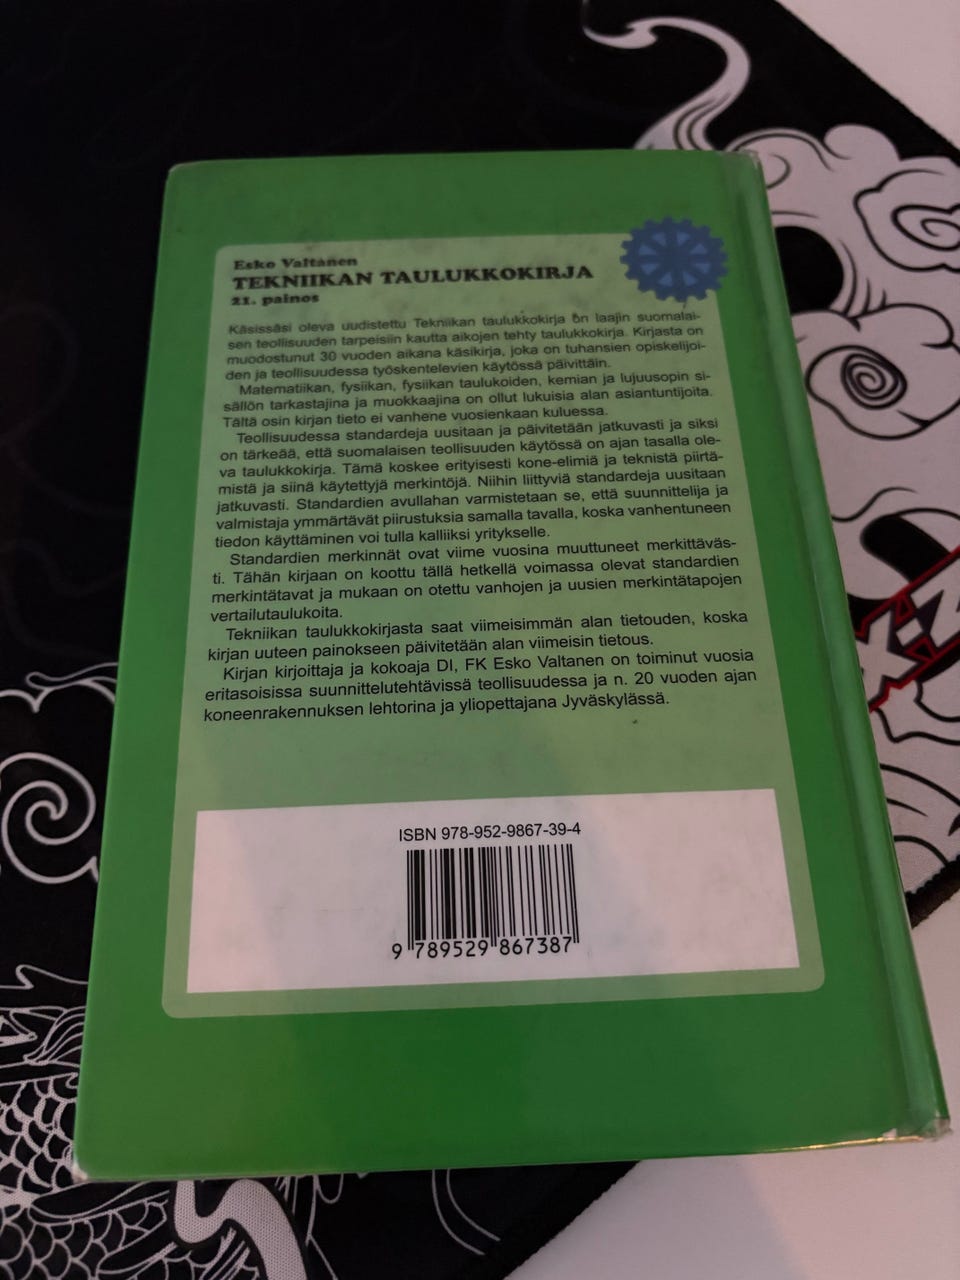 Esko Valtanen
TEKNIIKAN TAULUKKOKIRJA
21. painos
Käsissäsi oleva uudistettu Tekniikan taulukkokirja on laajin suomalai-
sen teollisuuden tarpeisiin kautta aikojen tehty taulukkokirja. Kirjasta on
muodostunut 30 vuoden aikana käsikirja, joka on tuhansien opiskelijoi-
den ja teollisuudessa työskentelevien käytössä päivittäin.
Matematiikan, fysiikan, fysiikan taulukoiden, kemian ja lujuusopin si-
sällön tarkastajina ja muokkaajina on ollut lukuisia alan asiantuntijoita.
Tältä osin kirjan tieto ei vanhene vuosienkaan kuluessa.
Teollisuudessa standardeja uusitaan ja päivitetään jatkuvasti ja siksi
on tärkeää, että suomalaisen teollisuuden käytössä on ajan tasalla ole-
va taulukkokirja. Tämä koskee erityisesti kone-elimiä ja teknistä piirtä-
mistä ja siinä käytettyjä merkintöjä. Niihin liittyviä standardeja uusitaan
jatkuvasti. Standardien avullahan varmistetaan se, että suunnittelija ja
valmistaja ymmärtävät piirustuksia samalla tavalla, koska vanhentuneen
tiedon käyttäminen voi tulla kalliiksi yritykselle.
Standardien merkinnät ovat viime vuosina muuttuneet merkittäväs-
ti. Tähän kirjaan on koottu tällä hetkellä voimassa olevat standardien
merkintätavat ja mukaan on otettu vanhojen ja uusien merkintätapojen
vertailutaulukoita.
Tekniikan taulukkokirjasta saat viimeisimmän alan tietouden, koska
kirjan uuteen painokseen päivitetään alan viimeisin tietous.
Kirjan kirjoittaja ja kokoaja DI, FK Esko Valtanen on toiminut vuosia
eritasoisissa suunnittelutehtävissä teollisuudessa ja n. 20 vuoden ajan
koneenrakennuksen lehtorina ja yliopettajana Jyväskylässä.
ISBN 978-952-9867-39-4
9 789529 867387